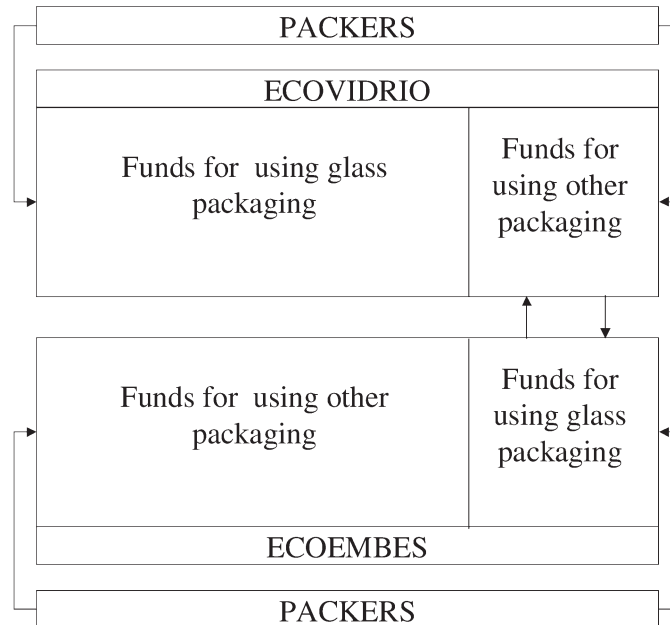 PACKERS
ECOVIDRIO
Funds for using glass
packaging
Funds for
using other
packaging
Funds for using other
packaging
Funds for
using glass
packaging
ECOEMBES
PACKERS